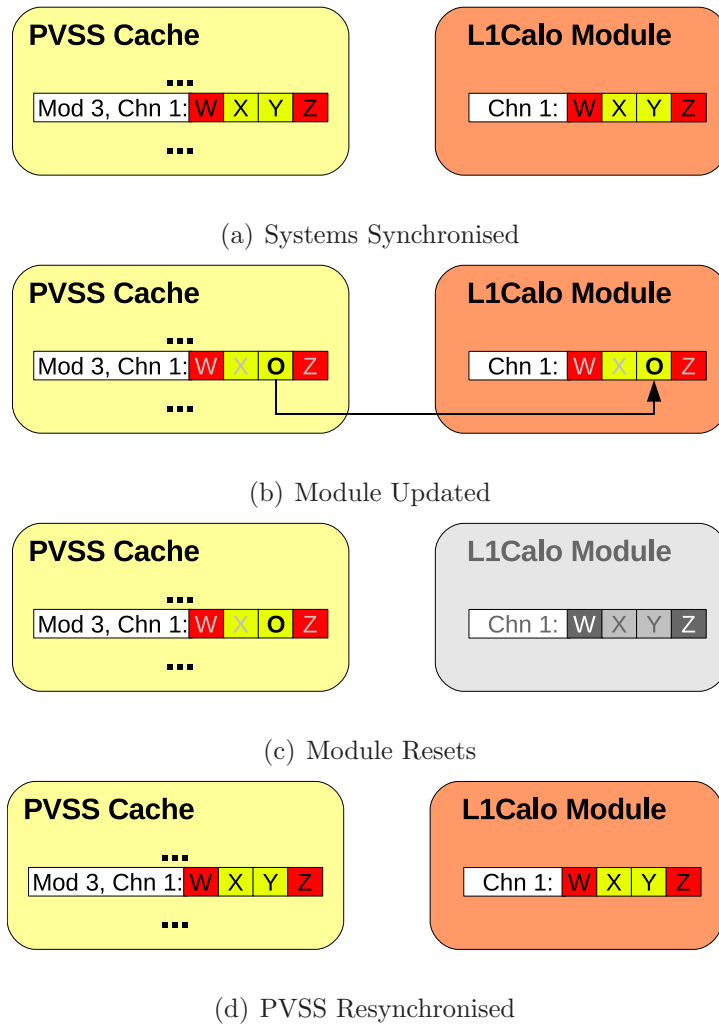 PVSS Cache L1Calo Module
...
Mod 3, Chn 1: W X Y Z Chn 1: W X Y Z
...
(a) Systems Synchronised
PVSS Cache L1Calo Module
...
Mod 3, Chn 1: W X O Z Chn 1: W X O Z
...
(b) Module Updated
PVSS Cache L1Calo Module
...
Mod 3, Chn 1: W X O Z Chn 1: W X Y Z
...
(c) Module Resets
PVSS Cache L1Calo Module
...
Mod 3, Chn 1: W X Y Z Chn 1: W X Y Z
...
(d) PVSS Resynchronised